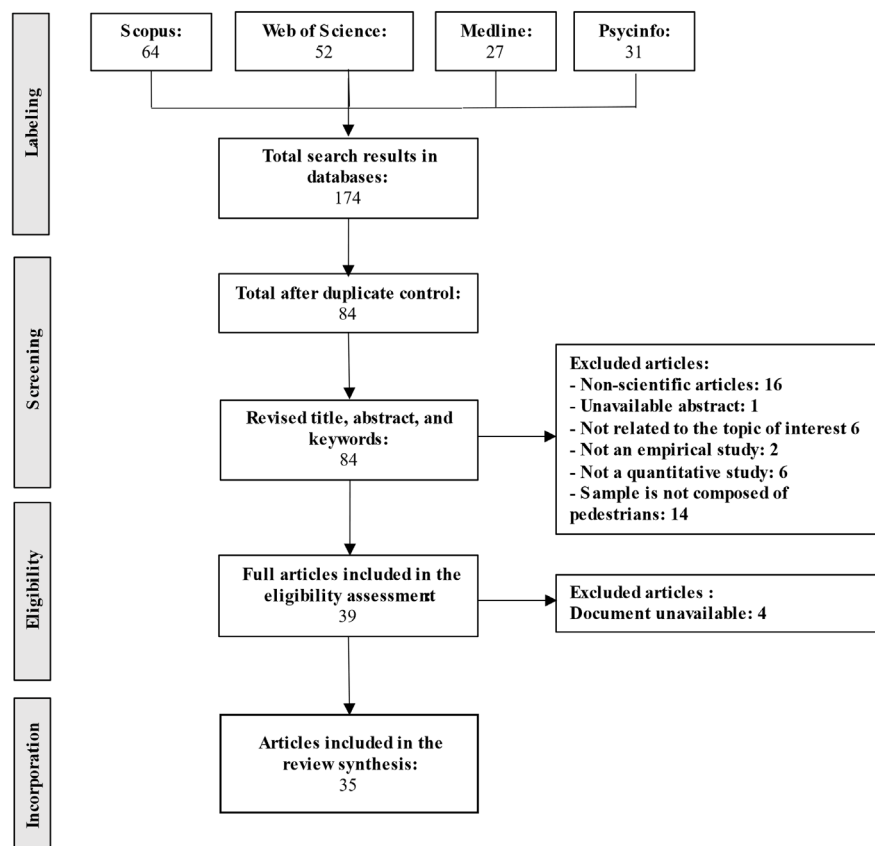 Scopus:
64
Web of Science:
52
Medline:
27
Psycinfo:
31
Labeling
Total search results in
databases:
174
Screening
Total after duplicate control:
84
Revised title, abstract, and
keywords:
84
Excluded articles:
- Non-scientific articles: 16
- Unavailable abstract: 1
- Not related to the topic of interest 6
- Not an empirical study: 2
- Not a quantitative study: 6
- Sample is not composed of
pedestrians: 14
Eligibility
Full articles included in the
eligibility assessment:
39
Excluded articles :
Document unavailable: 4
Incorporation
Articles included in the
review synthesis:
35